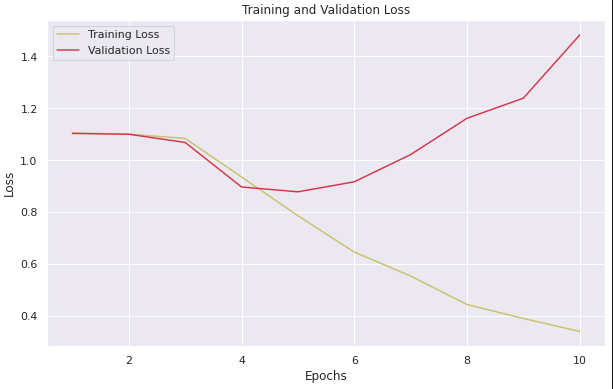 Training and Validation Loss
Training Loss
Validation Loss
1.4
1.2
1.0
0.8
0.6
0.4
Loss
2
4
6
8
10
Epochs